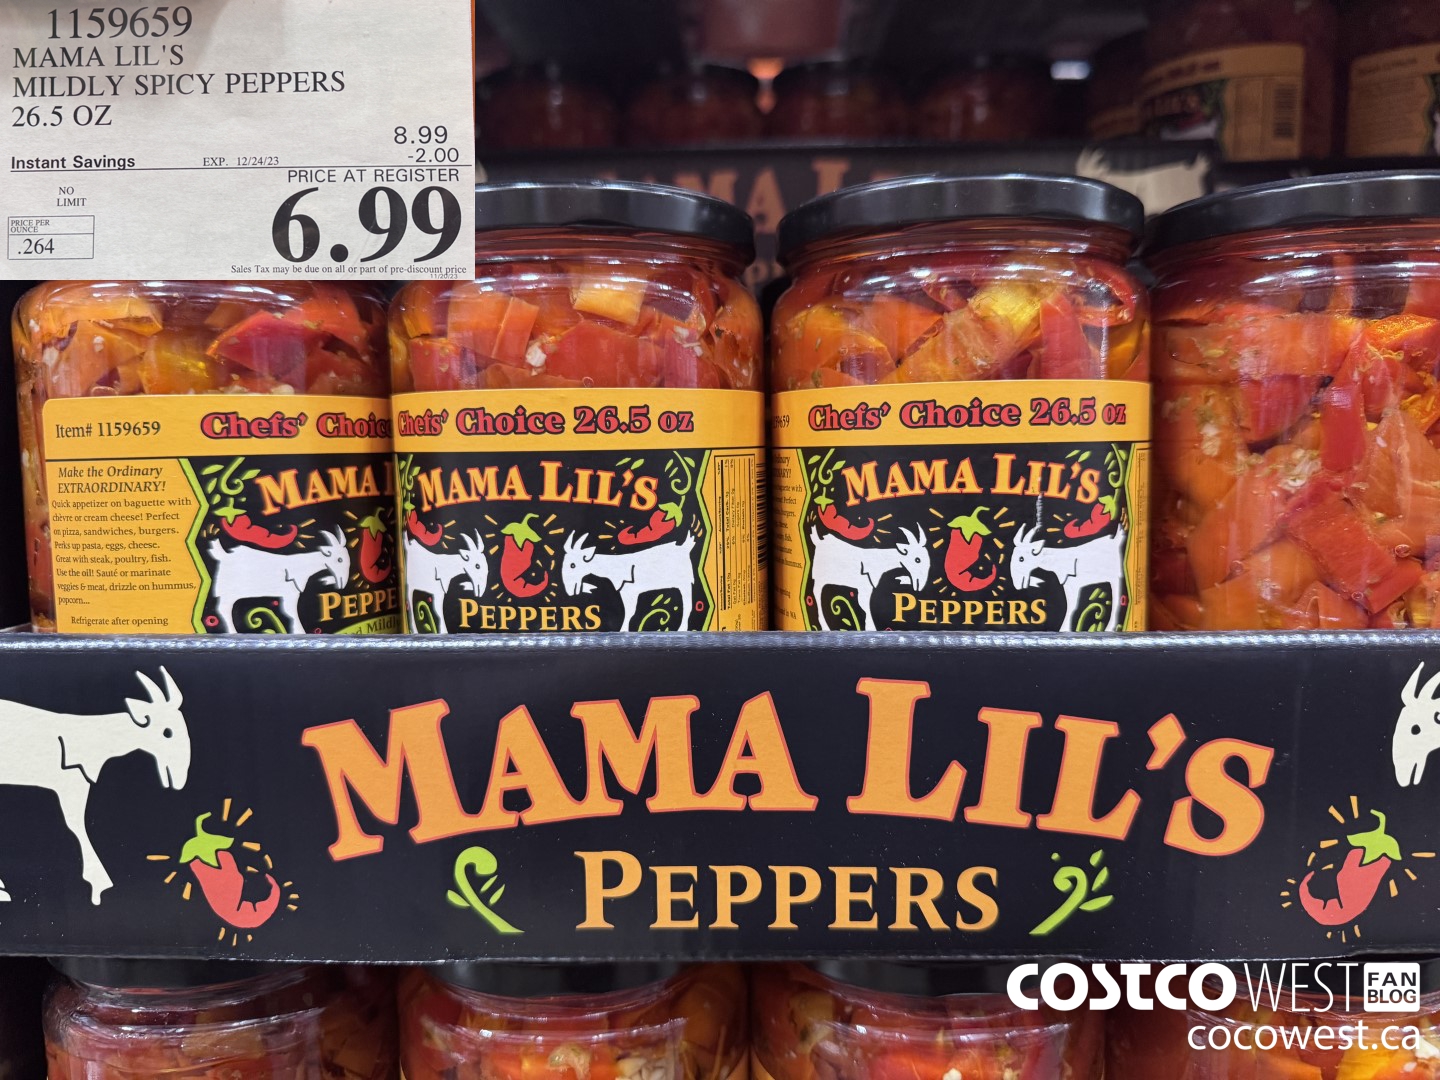 1159659
MAMA LIL'S
MILDLY SPICY PEPPERS
26.5 OZ
8.99
Instant Savings EXP. 12/24/23 -2.00
PRICE AT REGISTER
NO
LIMIT
6.99
PRICE PER
OUNCE
.264
Sales Tax may be due on all or part of pre-discount price
11/20/23
Item# 1159659 Chefs' Choice
Make the Ordinary
EXTRAORDINARY!
Quick appetizer on baguette with
chèvre or cream cheese! Perfect
on pizza, sandwiches, burgers.
Perks up pasta, eggs, cheese.
Great with steak, poultry, fish.
Use the oil! Sauté or marinate
veggies & meat, drizzle on hummus,
popcorn...
Refrigerate after opening
MAMA L
PEPPE
Mildly
Chefs' Choice 26.5 oz
MAMA LIL'S
PEPPERS
Chefs' Choice 26.5 oz
MAMA LIL'S
PEPPERS
MAMA LIL'S
PEPPERS
COSTCO WEST FAN BLOG
cocowest.ca